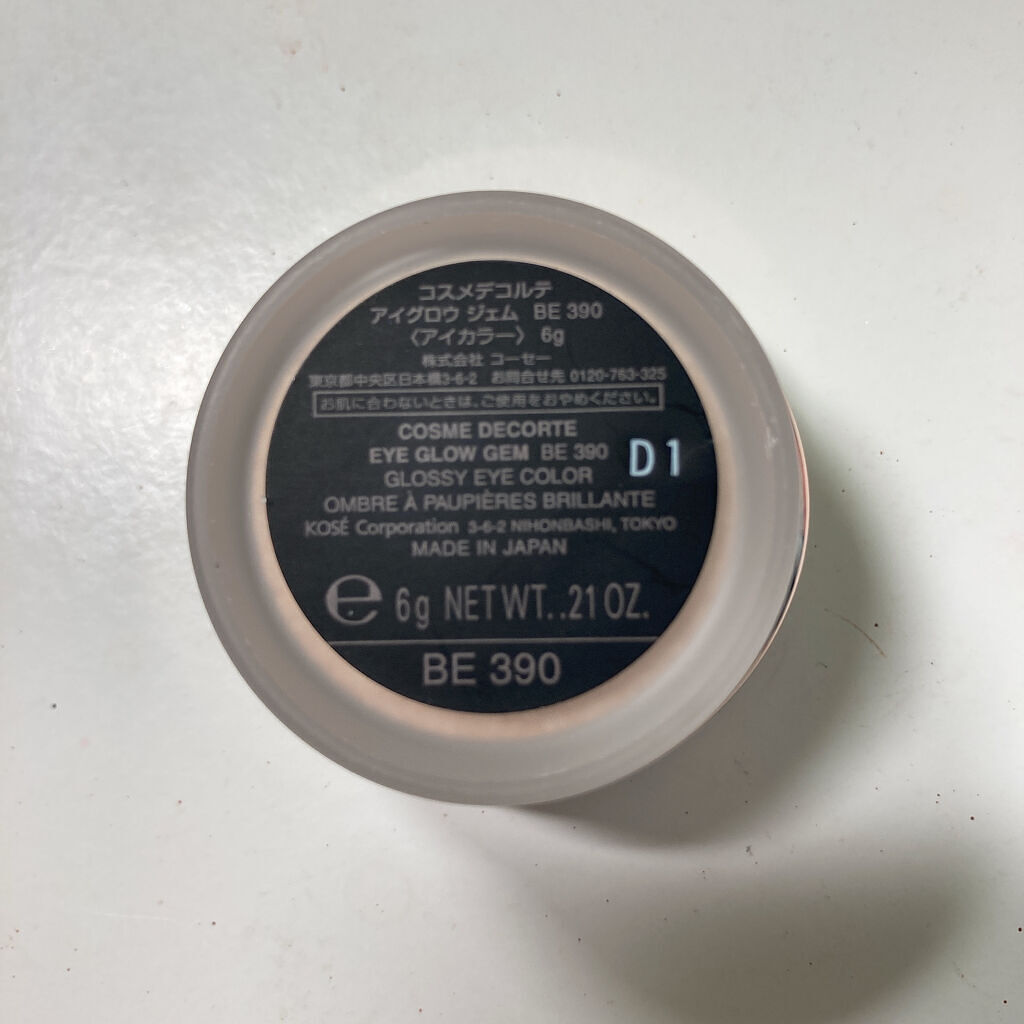 コスメデコルテ
アイグロウ ジェム BE 390
〈アイカラー〉 6g
株式会社 コーセー
東京都中央区日本橋3-6-2 お問合せ先 0120-763-325
お肌に合わないときは、ご使用をおやめください。
COSME DECORTE
EYE GLOW GEM BE 390
D1
GLOSSY EYE COLOR
OMBRE À PAUPIÈRES BRILLANTE
KOSÉ Corporation 3-6-2 NIHONBASHI, TOKYO
MADE IN JAPAN
e 6g NET WT..21 OZ.
BE 390